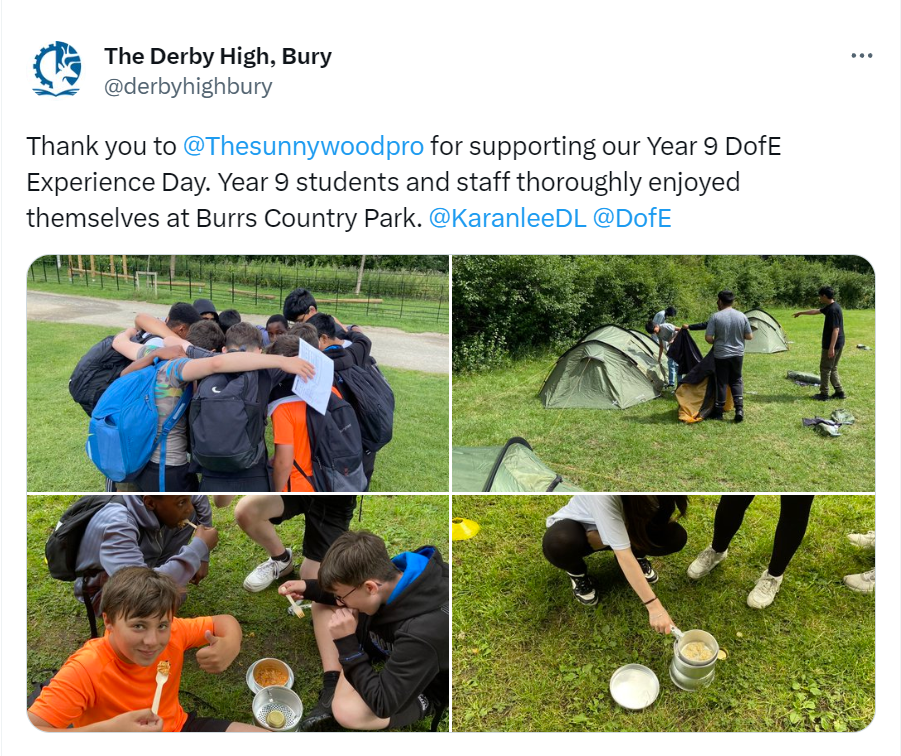 The Derby High, Bury
@derbyhighbury
Thank you to @Thesunnywoodpro for supporting our Year 9 DofE
Experience Day. Year 9 students and staff thoroughly enjoyed
themselves at Burrs Country Park. @KaranleeDL @DofE